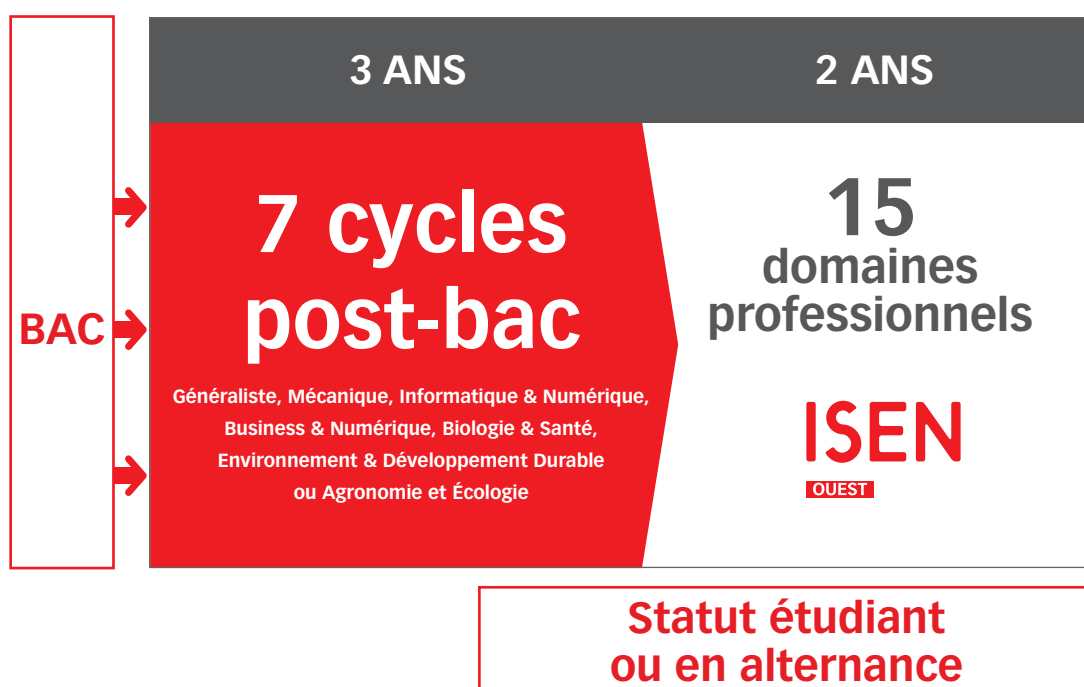 3 ANS
2 ANS
BAC
7 cycles
post-bac
Généraliste, Mécanique, Informatique & Numérique,
Business & Numérique, Biologie & Santé,
Environnement & Développement Durable
ou Agronomie et Écologie
15
domaines
professionnels
ISEN
OUEST
Statut étudiant
ou en alternance